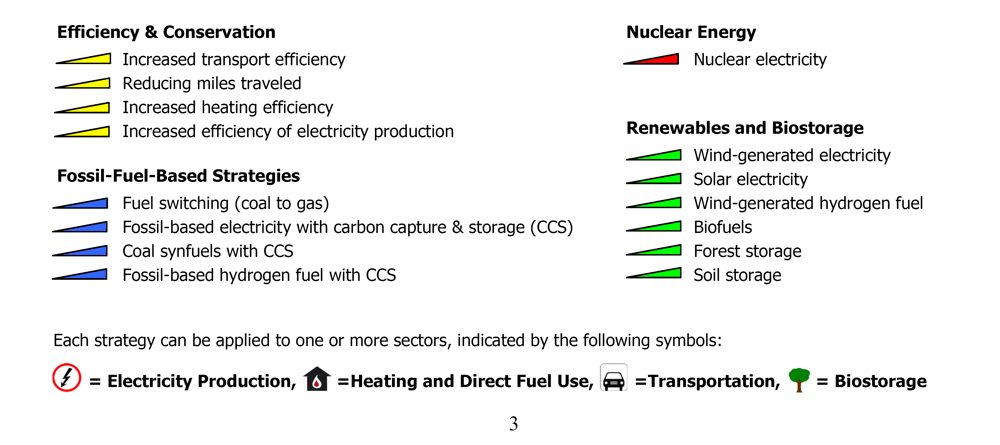 Efficiency & Conservation
Increased transport efficiency
Reducing miles traveled
Increased heating efficiency
Increased efficiency of electricity production
Fossil-Fuel-Based Strategies
Fuel switching (coal to gas)
Fossil-based electricity with carbon capture & storage (CCS)
Coal synfuels with CCS
Fossil-based hydrogen fuel with CCS
Nuclear Energy
Nuclear electricity
Renewables and Biostorage
Wind-generated electricity
Solar electricity
Wind-generated hydrogen fuel
Biofuels
Forest storage
Soil storage
Each strategy can be applied to one or more sectors, indicated by the following symbols:
= Electricity Production, =Heating and Direct Fuel Use, =Transportation, = Biostorage
3